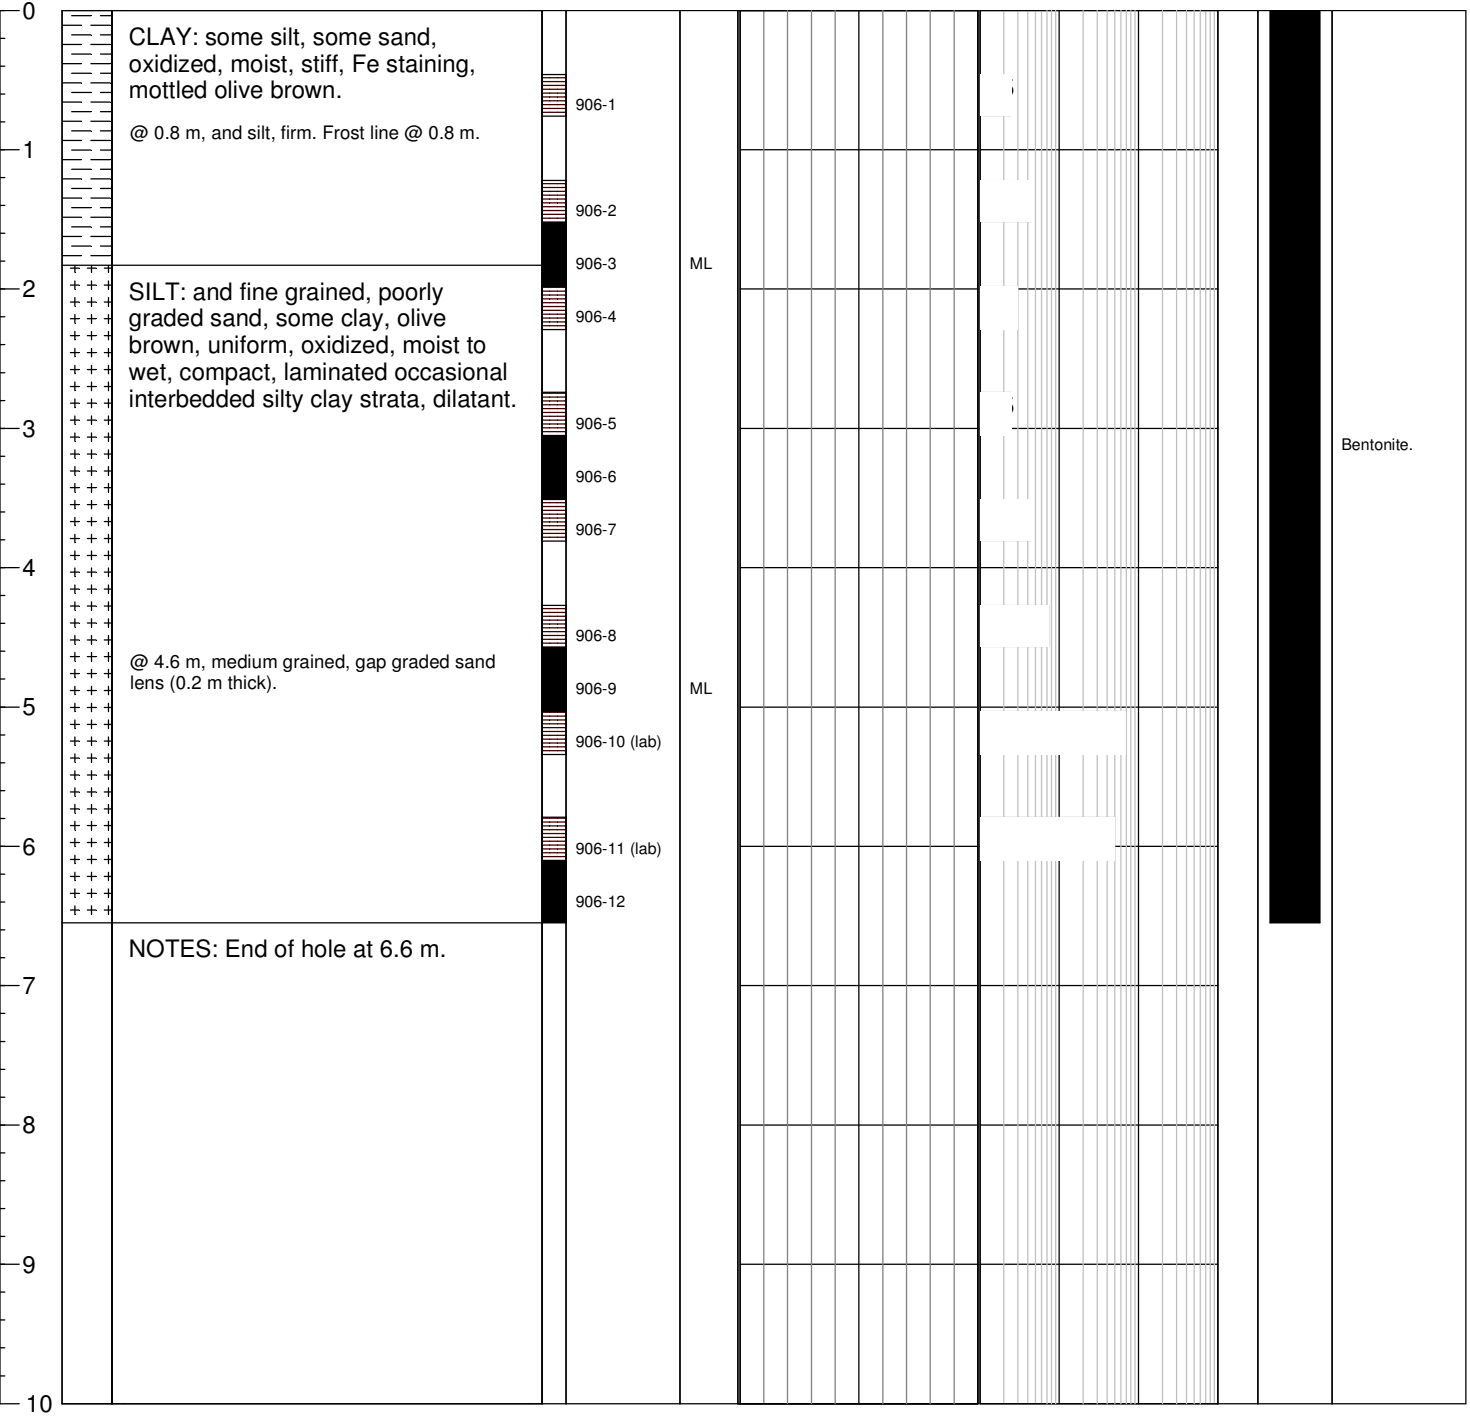 0
CLAY: some silt, some sand,
oxidized, moist, stiff, Fe staining,
mottled olive brown.
906-1
@ 0.8 m, and silt, firm. Frost line @ 0.8 m.
1
906-2
906-3
ML
2
SILT: and fine grained, poorly
graded sand, some clay, olive
brown, uniform, oxidized, moist to
wet, compact, laminated occasional
interbedded silty clay strata, dilatant.
906-4
906-5
3
Bentonite.
906-6
906-7
4
906-8
@ 4.6 m, medium grained, gap graded sand
lens (0.2 m thick).
906-9
ML
5
906-10 (lab)
6
906-11 (lab)
906-12
NOTES: End of hole at 6.6 m.
7
8
9
10